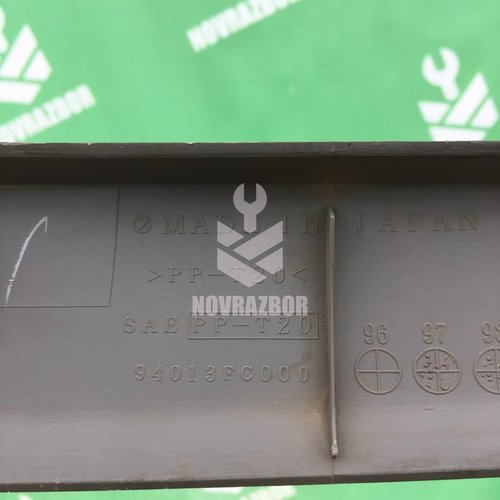 NOVRAZBOR
NOVRAZBOR
MADE IN JAPAN
>PP-T20<
NOVRAZBOR
SAE PP-T20
94013FC000
96 97